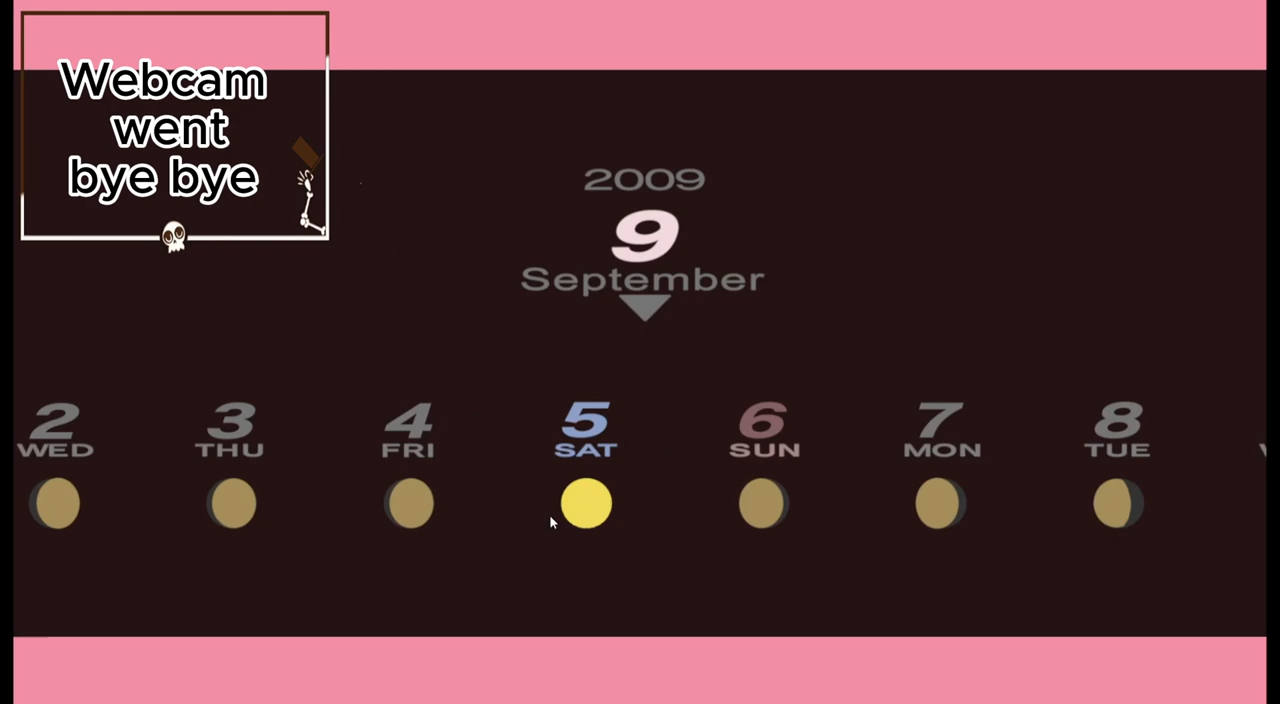 Webcam
went
bye bye
2009
9
September
2 3 4 5 6 7 8
WED THU FRI SAT SUN MON TUE